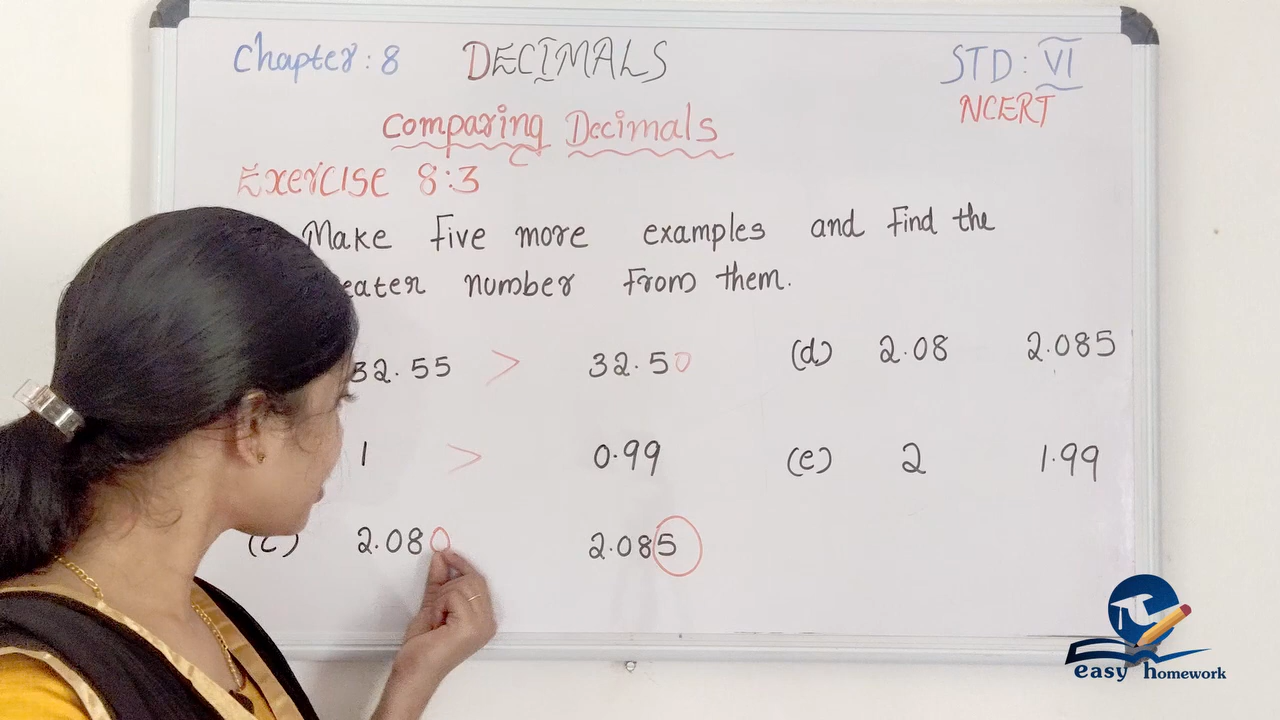 Chapter : 8 DECIMALS STD : VI
NCERT
Comparing Decimals
Exercise 8:3
Make five more examples and find the
number from them.
32.55 > 32.50 (d) 2.08 2.085
1 > 0.99 (e) 2 1.99
(c) 2.080 2.085
easy homework